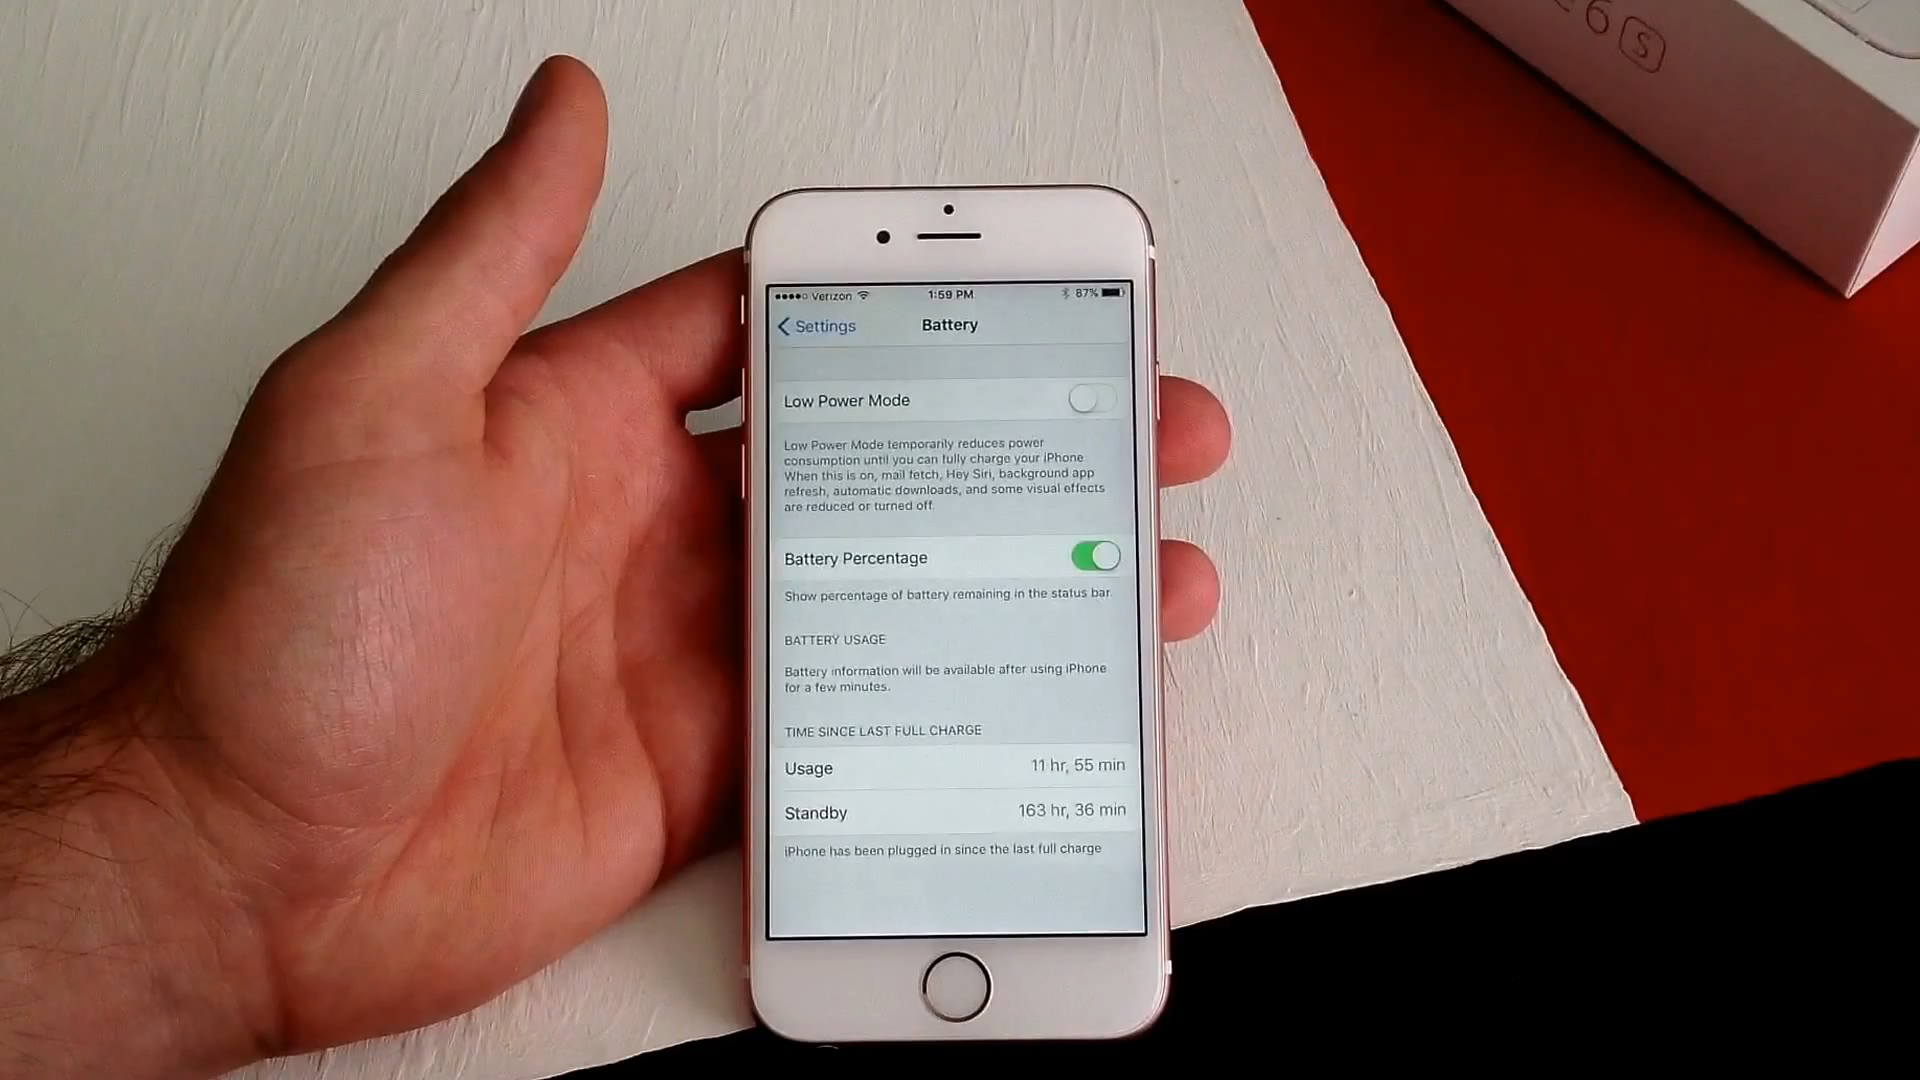 6 S
Verizon 1:59 PM 87%
Settings Battery
Low Power Mode
Low Power Mode temporarily reduces power
consumption until you can fully charge your iPhone
When this is on, mail fetch, Hey Siri, background app
refresh, automatic downloads, and some visual effects
are reduced or turned off.
Battery Percentage
Show percentage of battery remaining in the status bar.
BATTERY USAGE
Battery information will be available after using iPhone
for a few minutes.
TIME SINCE LAST FULL CHARGE
Usage 11 hr, 55 min
Standby 163 hr, 36 min
iPhone has been plugged in since the last full charge